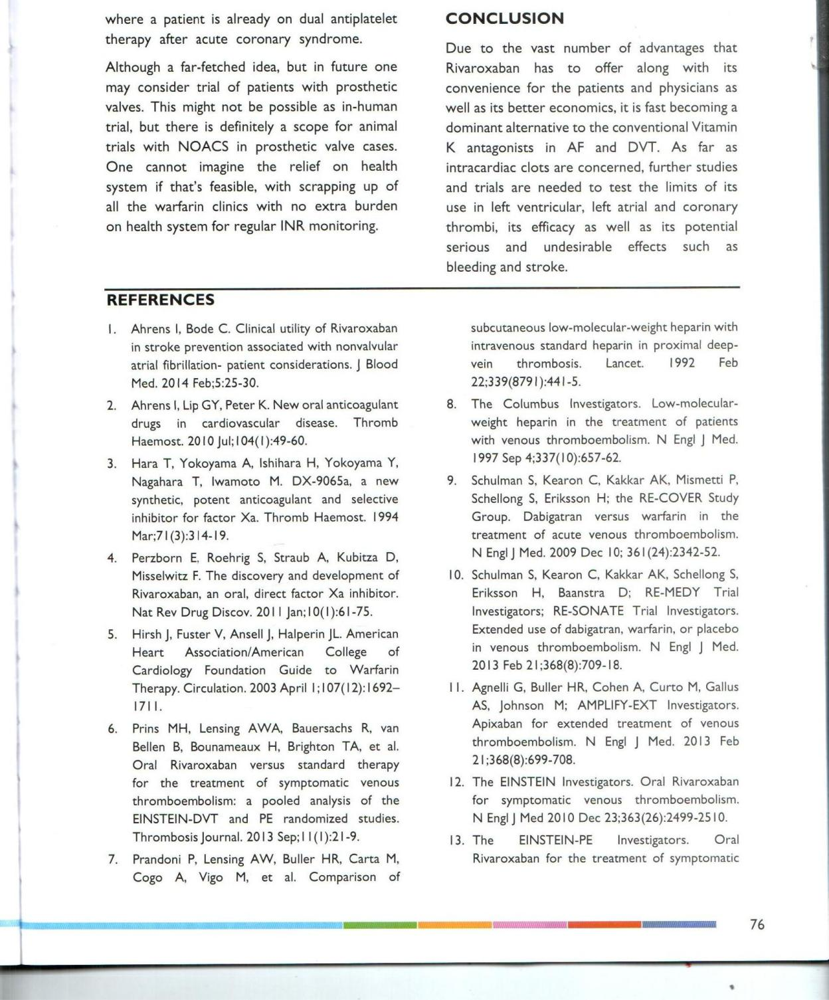 where a patient is already on dual antiplatelet
therapy after acute coronary syndrome.
Although a far-fetched idea, but in future one
may consider trial of patients with prosthetic
valves. This might not be possible as in-human
trial, but there is definitely a scope for animal
trials with NOACS in prosthetic valve cases.
One cannot imagine the relief on health
system if that's feasible, with scrapping up of
all the warfarin clinics with no extra burden
on health system for regular INR monitoring.
CONCLUSION
Due to the vast number of advantages that
Rivaroxaban has to offer along with its
convenience for the patients and physicians as
well as its better economics, it is fast becoming a
dominant alternative to the conventional Vitamin
K antagonists in AF and DVT. As far as
intracardiac clots are concerned, further studies
and trials are needed to test the limits of its
use in left ventricular, left atrial and coronary
thrombi, its efficacy as well as its potential
serious and undesirable effects such as
bleeding and stroke.
REFERENCES
1. Ahrens I, Bode C. Clinical utility of Rivaroxaban
in stroke prevention associated with nonvalvular
atrial fibrillation- patient considerations. J Blood
Med. 2014 Feb;5:25-30.
2. Ahrens I, Lip GY, Peter K. New oral anticoagulant
drugs in cardiovascular disease. Thromb
Haemost. 2010 Jul;104(1):49-60.
3. Hara T, Yokoyama A, Ishihara H, Yokoyama Y,
Nagahara T, Iwamoto M. DX-9065a, a new
synthetic, potent anticoagulant and selective
inhibitor for factor Xa. Thromb Haemost. 1994
Mar;71(3):314-19.
4. Perzborn E, Roehrig S, Straub A, Kubitza D,
Misselwitz F. The discovery and development of
Rivaroxaban, an oral, direct factor Xa inhibitor.
Nat Rev Drug Discov. 2011 Jan;10(1):61-75.
5. Hirsh J, Fuster V, Ansell J, Halperin JL. American
Heart Association/American College of
Cardiology Foundation Guide to Warfarin
Therapy. Circulation. 2003 April 1;107(12):1692–
1711.
6. Prins MH, Lensing AWA, Bauersachs R, van
Bellen B, Bounameaux H, Brighton TA, et al.
Oral Rivaroxaban versus standard therapy
for the treatment of symptomatic venous
thromboembolism: a pooled analysis of the
EINSTEIN-DVT and PE randomized studies.
Thrombosis Journal. 2013 Sep;11(1):21-9.
7. Prandoni P, Lensing AW, Buller HR, Carta M,
Cogo A, Vigo M, et al. Comparison of
subcutaneous low-molecular-weight heparin with
intravenous standard heparin in proximal deep-
vein thrombosis. Lancet. 1992 Feb
22;339(8791):441-5.
8. The Columbus Investigators. Low-molecular-
weight heparin in the treatment of patients
with venous thromboembolism. N Engl J Med.
1997 Sep 4;337(10):657-62.
9. Schulman S, Kearon C, Kakkar AK, Mismetti P,
Schellong S, Eriksson H; the RE-COVER Study
Group. Dabigatran versus warfarin in the
treatment of acute venous thromboembolism.
N Engl J Med. 2009 Dec 10; 361(24):2342-52.
10. Schulman S, Kearon C, Kakkar AK, Schellong S,
Eriksson H, Baanstra D; RE-MEDY Trial
Investigators; RE-SONATE Trial Investigators.
Extended use of dabigatran, warfarin, or placebo
in venous thromboembolism. N Engl J Med.
2013 Feb 21;368(8):709-18.
11. Agnelli G, Buller HR, Cohen A, Curto M, Gallus
AS, Johnson M; AMPLIFY-EXT Investigators.
Apixaban for extended treatment of venous
thromboembolism. N Engl J Med. 2013 Feb
21;368(8):699-708.
12. The EINSTEIN Investigators. Oral Rivaroxaban
for symptomatic venous thromboembolism.
N Engl J Med 2010 Dec 23;363(26):2499-2510.
13. The EINSTEIN-PE Investigators. Oral
Rivaroxaban for the treatment of symptomatic
76